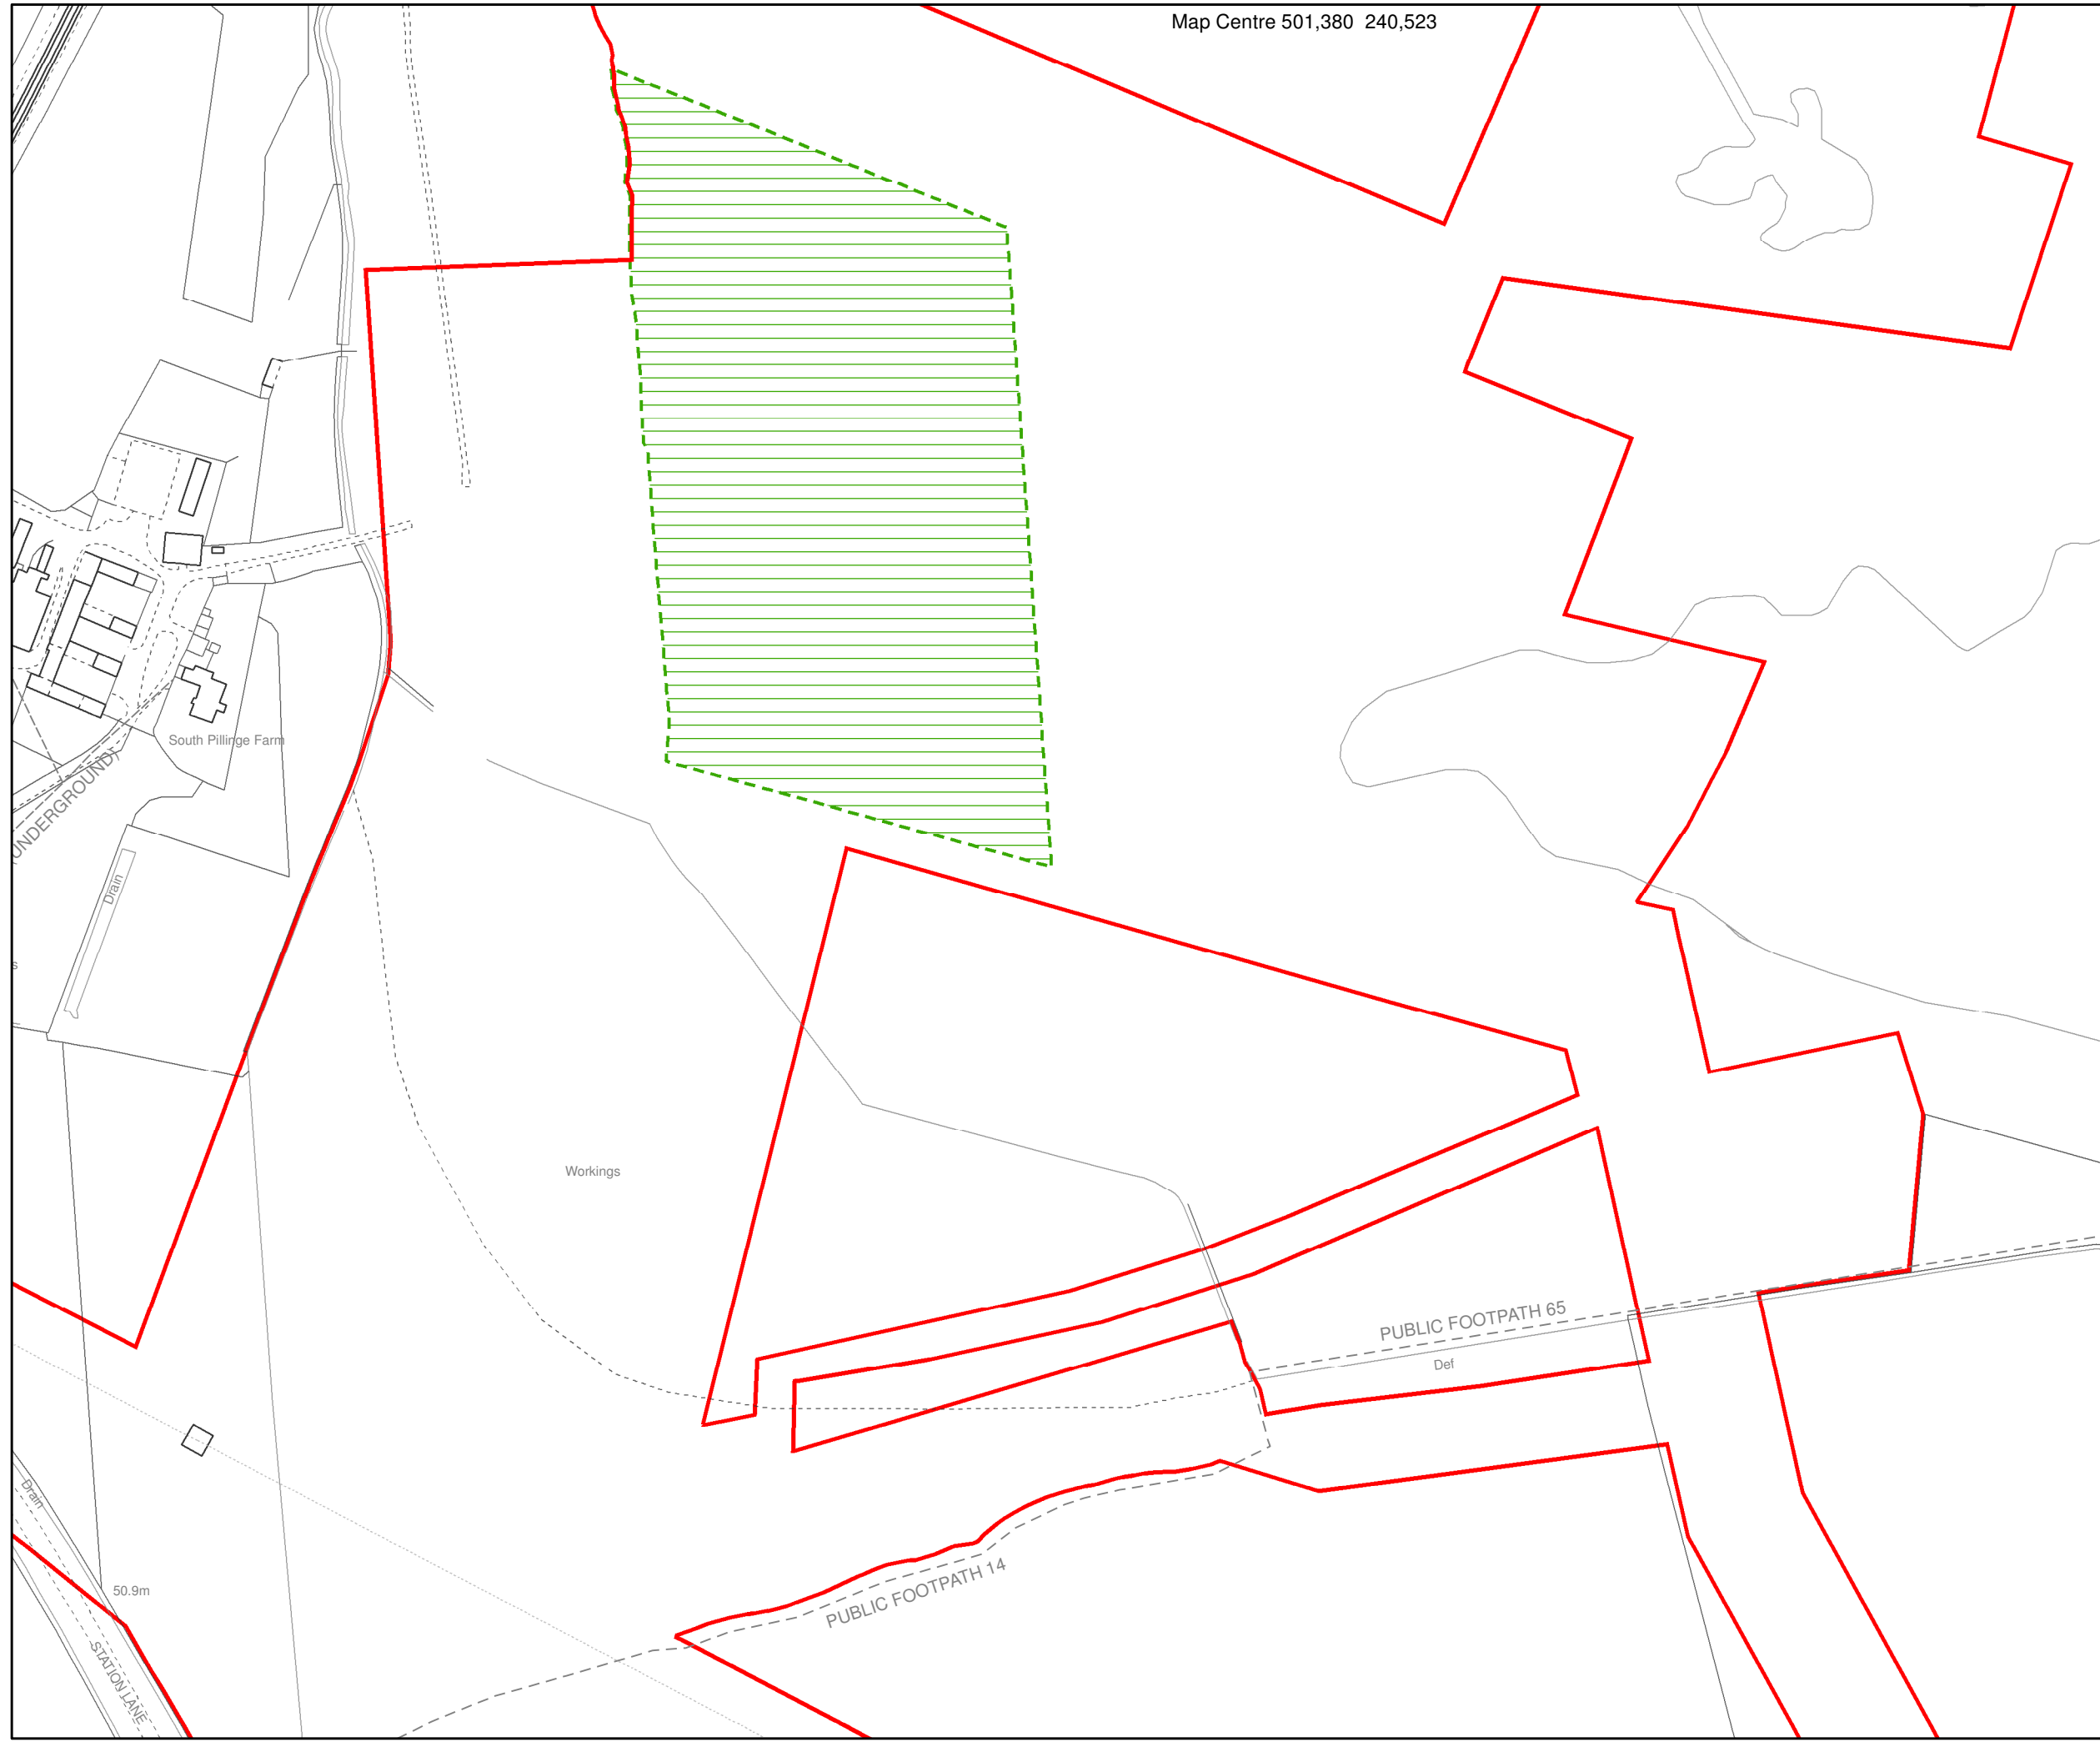 Map Centre 501,380 240,523
South Pillinge Farm
(UNDERGROUND)
Drain
s
Workings
PUBLIC FOOTPATH 65
Def
Drain
PUBLIC FOOTPATH 14
50.9m
STATION LANE